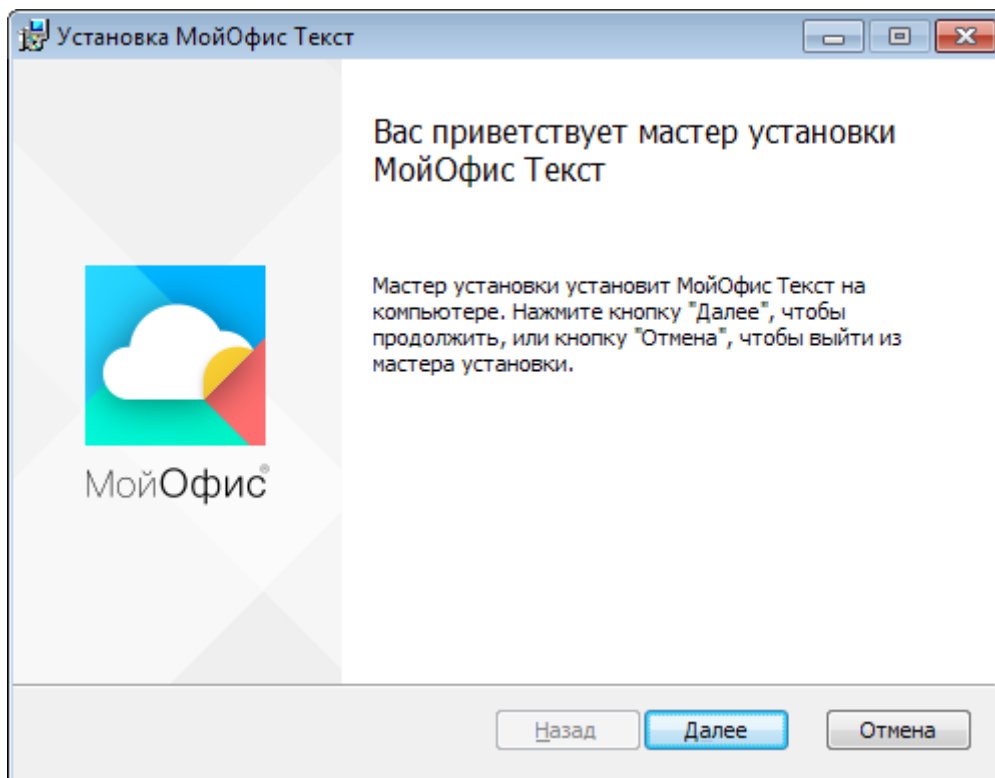 Установка МойОфис Текст
Вас приветствует мастер установки
МойОфис Текст
Мастер установки установит МойОфис Текст на
компьютере. Нажмите кнопку "Далее", чтобы
продолжить, или кнопку "Отмена", чтобы выйти из
мастера установки.
МойОфис®
Назад Далее Отмена